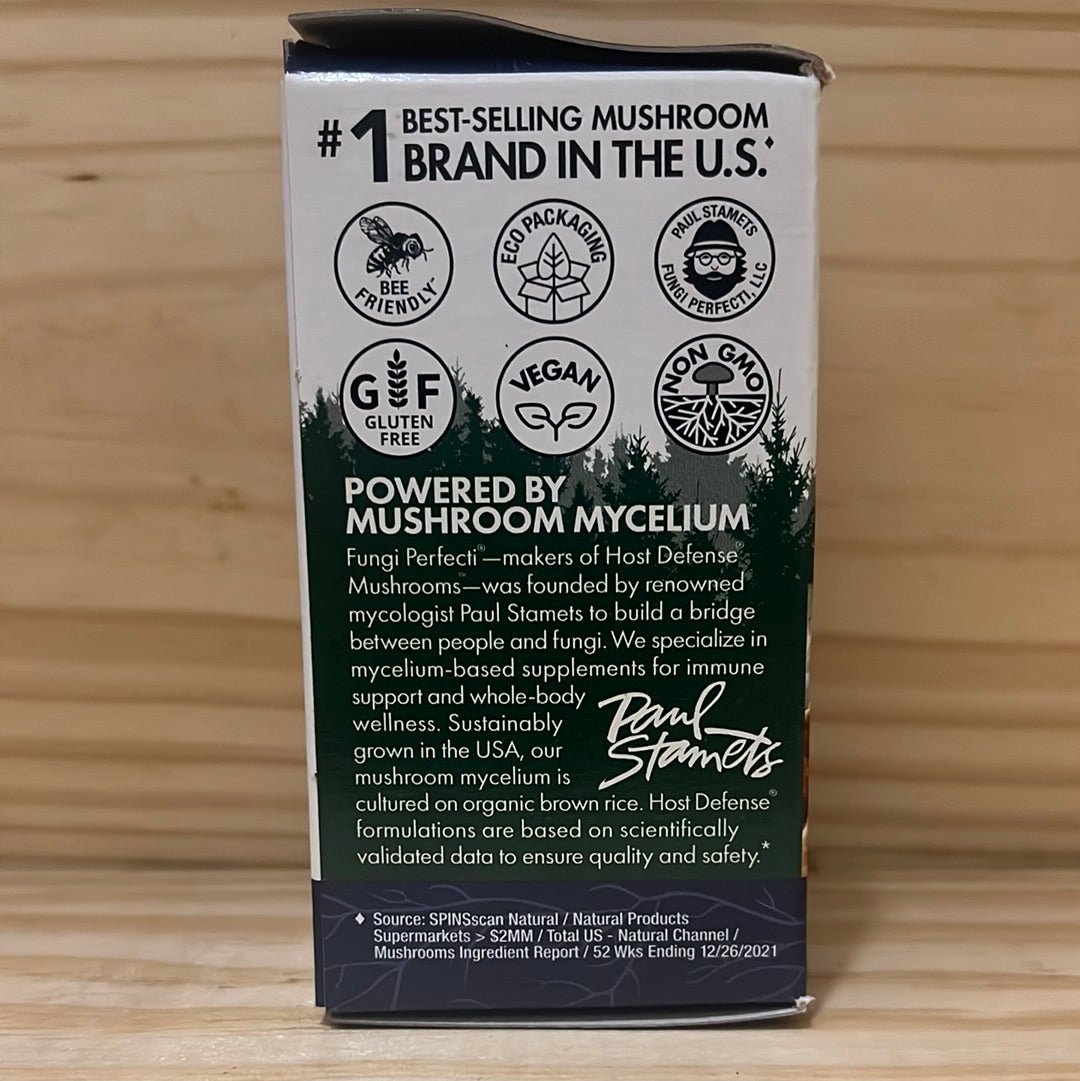 #1 BEST-SELLING MUSHROOM
BRAND IN THE U.S.♦
BEE
FRIENDLY™
ECO PACKAGING
PAUL STAMETS
FUNGI PERFECTI, LLC
GF
GLUTEN
FREE
VEGAN
NON GMO
POWERED BY
MUSHROOM MYCELIUM™
Fungi Perfecti®—makers of Host Defense®
Mushrooms™—was founded by renowned
mycologist Paul Stamets to build a bridge
between people and fungi. We specialize in
mycelium-based supplements for immune
support and whole-body
wellness. Sustainably
grown in the USA, our
mushroom mycelium is
Paul
Stamets
cultured on organic brown rice. Host Defense®
formulations are based on scientifically
validated data to ensure quality and safety.*
♦ Source: SPINSscan Natural / Natural Products
Supermarkets > $2MM / Total US - Natural Channel /
Mushrooms Ingredient Report / 52 Wks Ending 12/26/2021